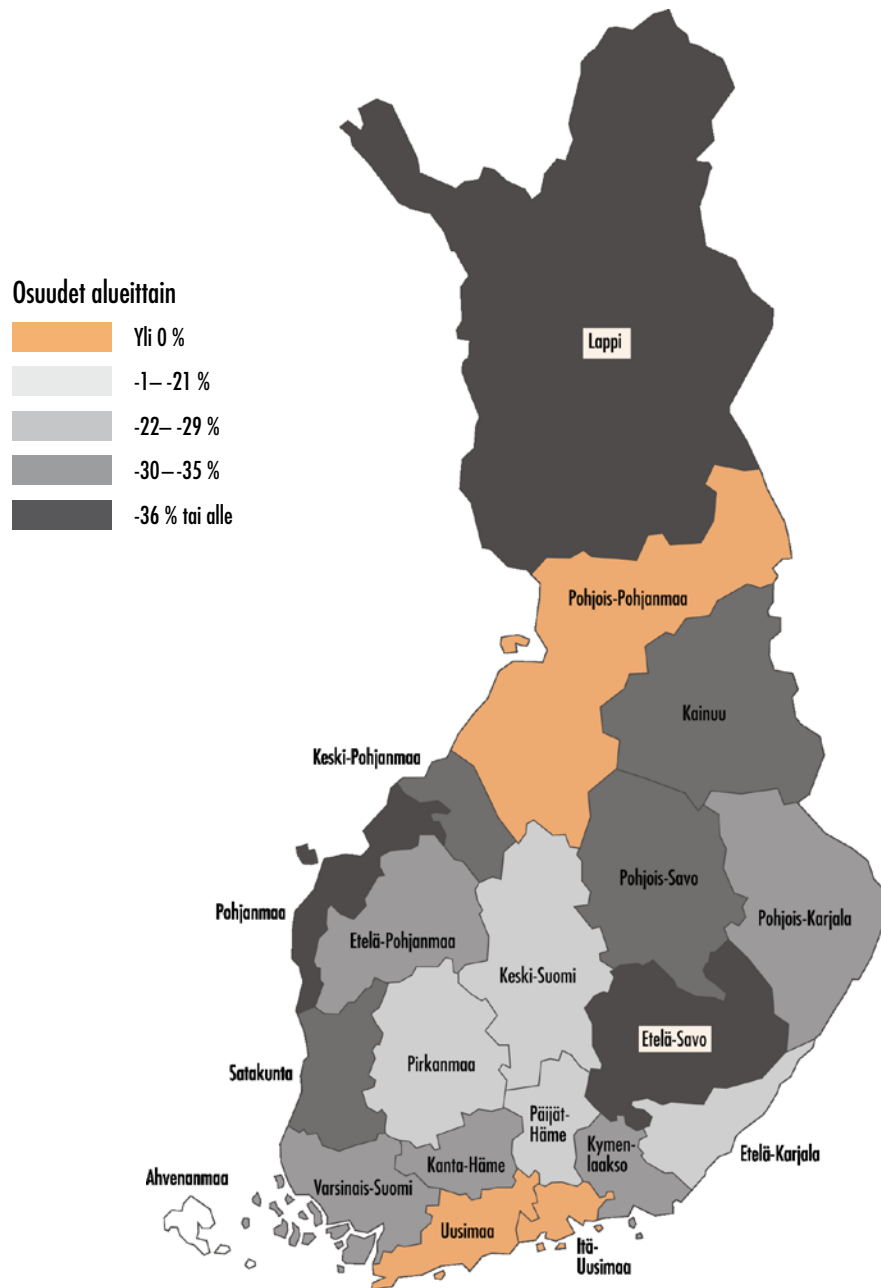 Osuudet alueittain
Yli 0 %
-1– -21 %
-22– -29 %
-30– -35 %
-36 % tai alle
Lappi
Pohjois-Pohjanmaa
Kainuu
Keski-Pohjanmaa
Pohjois-Savo
Pohjois-Karjala
Pohjanmaa
Etelä-Pohjanmaa
Keski-Suomi
Etelä-Savo
Satakunta
Pirkanmaa
Päijät-
Häme
Kymen-
laakso
Etelä-Karjala
Kanta-Häme
Ahvenanmaa
Varsinais-Suomi
Uusimaa
Itä-
Uusimaa